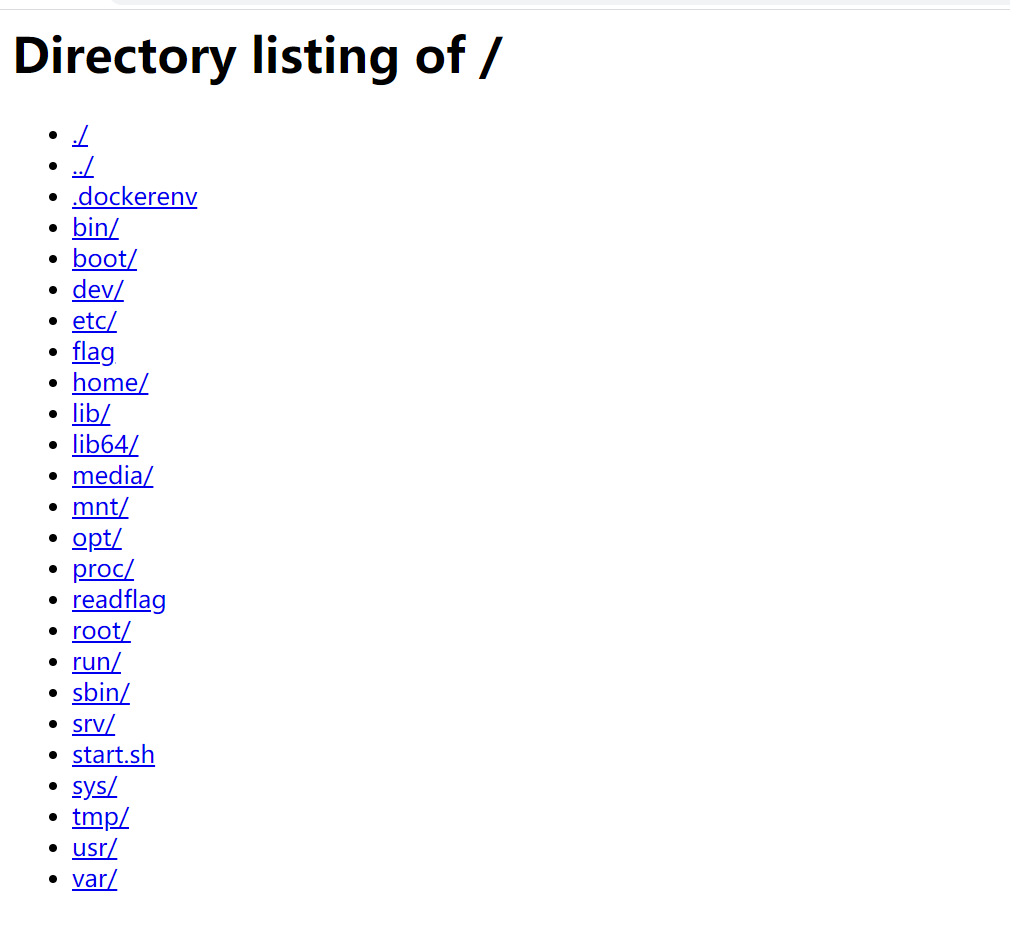 Directory listing of /
./
../
.dockerenv
bin/
boot/
dev/
etc/
flag
home/
lib/
lib64/
media/
mnt/
opt/
proc/
readflag
root/
run/
sbin/
srv/
start.sh
sys/
tmp/
usr/
var/